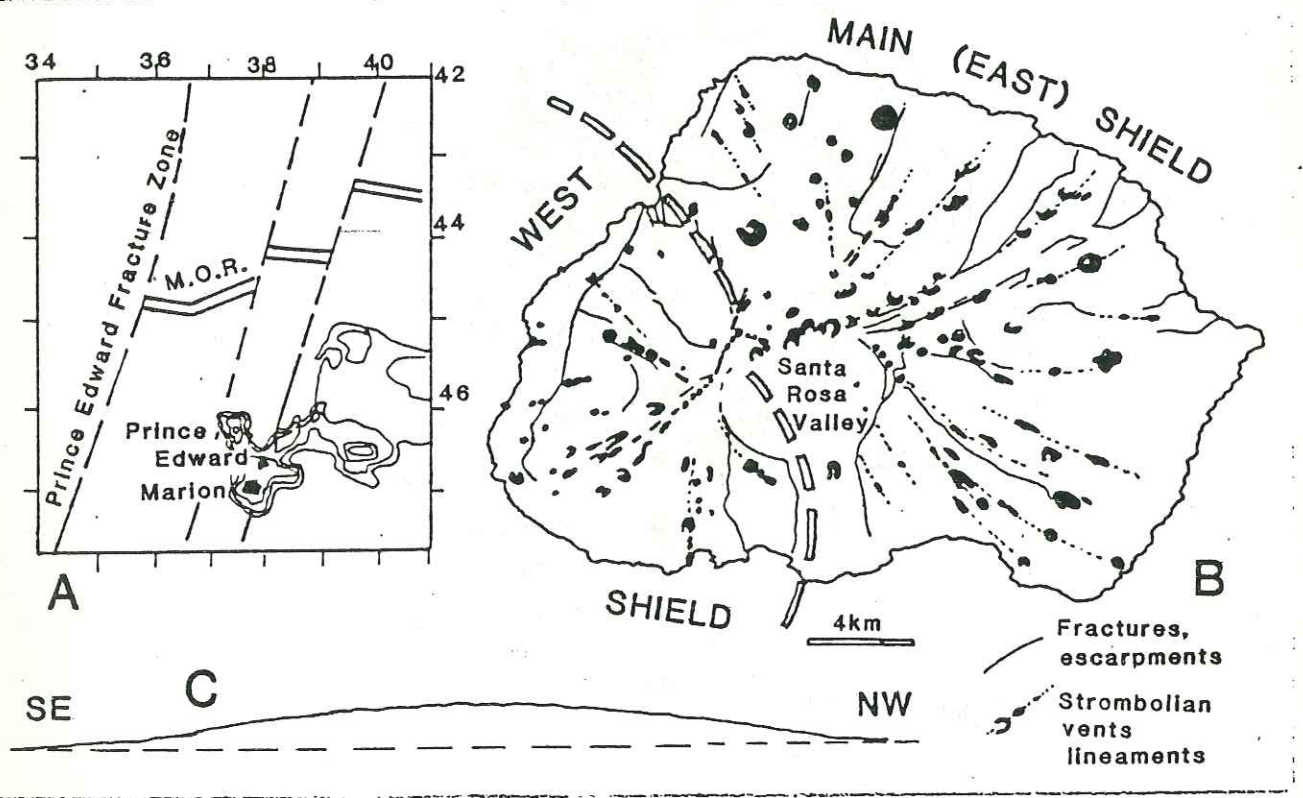 34 36 38 40
42
44
46
Prince Edward Fracture Zone
M.O.R.
Prince
Edward
Marion
A
MAIN (EAST) SHIELD
WEST
SHIELD
Santa
Rosa
Valley
B
4km
Fractures,
escarpments
Strombolian
vents
lineaments
C
SE
NW